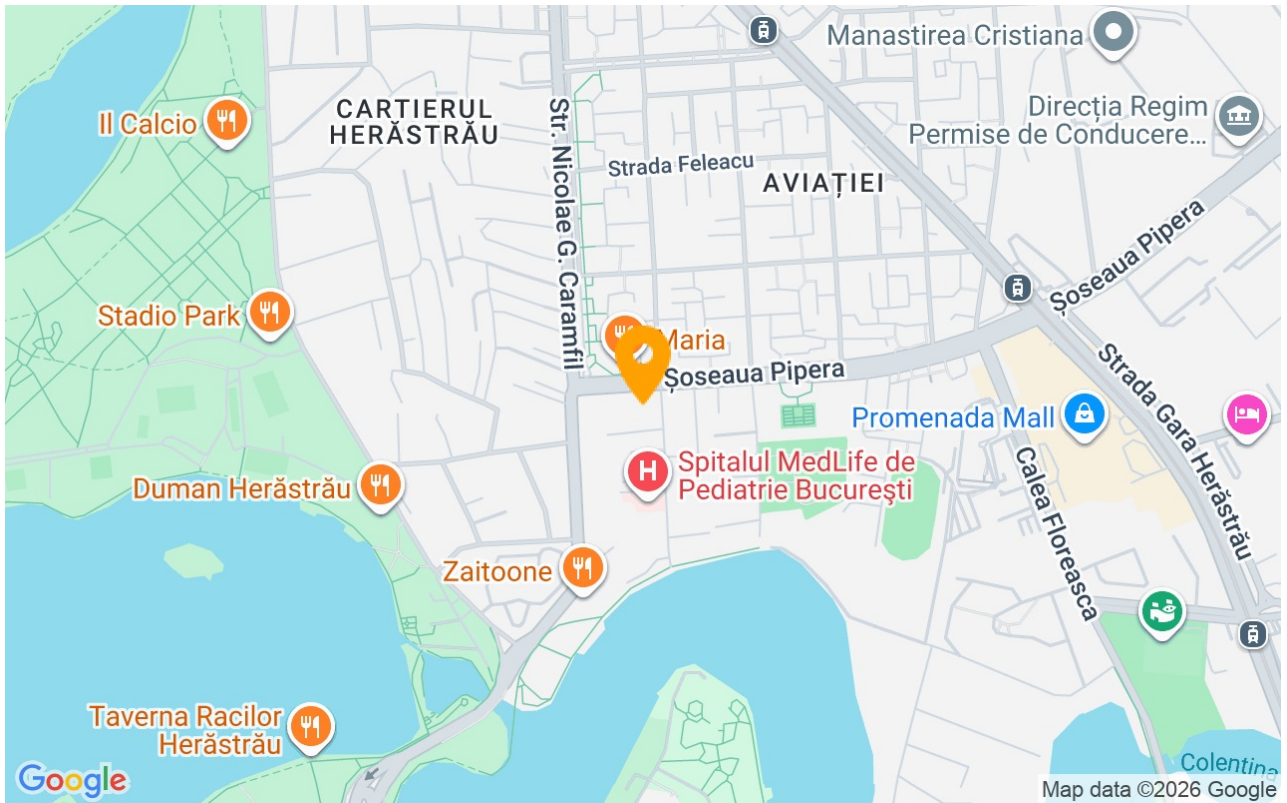 Manastirea Cristiana
Il Calcio
CARTIERUL
HERĂSTRĂU
Direcția Regim
Permise de Conducere...
Str. Nicolae G. Caramfil
Strada Feleacu
AVIAȚIEI
Șoseaua Pipera
Stadio Park
Maria
Șoseaua Pipera
Strada Gara Herăstrău
Promenada Mall
Calea Floreasca
H
Spitalul MedLife de
Pediatrie Bucureşti
Duman Herăstrău
Zaitoone
Taverna Racilor
Herăstrău
Colentina
Google
Map data ©2026 Google